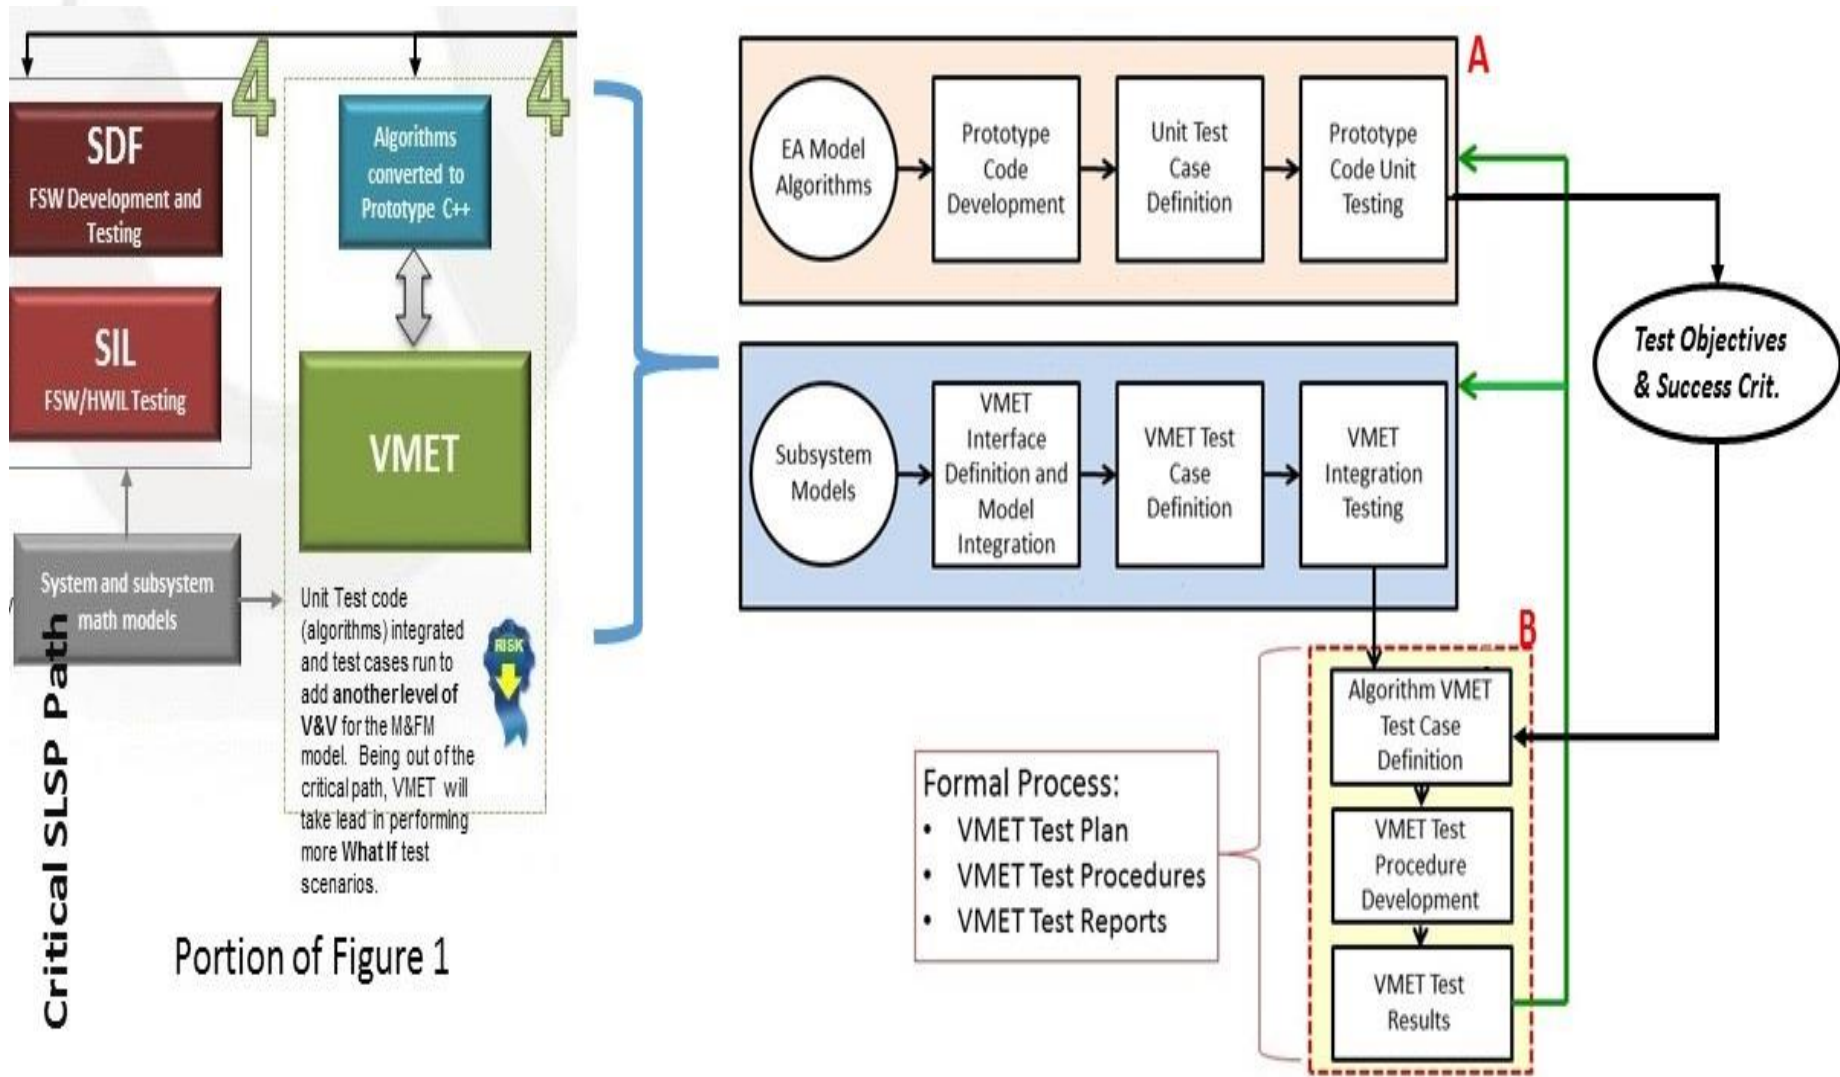 4
4
SDF
FSW Development and
Testing
SIL
FSW/HWIL Testing
System and subsystem
math models
Critical SLSP Path
Algorithms
converted to
Prototype C++
VMET
Unit Test code
(algorithms) integrated
and test cases run to
add another level of
V&V for the M&FM
model. Being out of the
critical path, VMET will
take lead in performing
more What If test
scenarios.
RISK
Portion of Figure 1
A
EA Model
Algorithms
Prototype
Code
Development
Unit Test
Case
Definition
Prototype
Code Unit
Testing
Test Objectives
& Success Crit.
Subsystem
Models
VMET
Interface
Definition and
Model
Integration
VMET Test
Case
Definition
VMET
Integration
Testing
B
Algorithm VMET
Test Case
Definition
VMET Test
Procedure
Development
VMET Test
Results
Formal Process:
• VMET Test Plan
• VMET Test Procedures
• VMET Test Reports